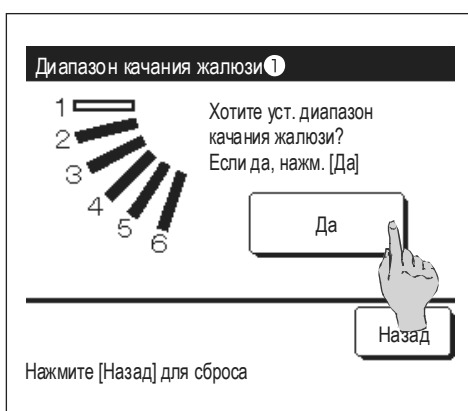 Диапазон качания жалюзи①
1
2
3
4
5
6
Хотите уст. диапазон
качания жалюзи?
Если да, нажм. [Да]
Да
Назад
Нажмите [Назад] для сброса